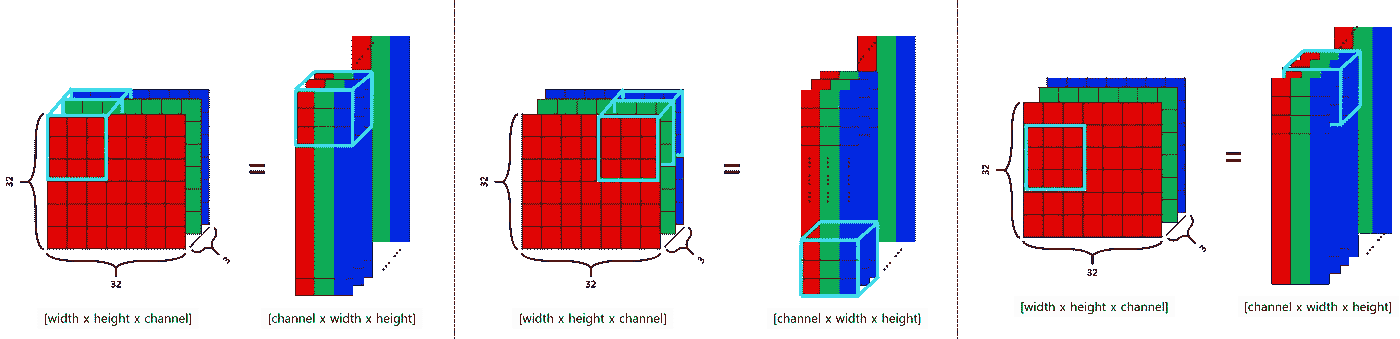 32
=
32
3
[width x height x channel]
[channel x width x height]
32
=
32
3
[width x height x channel]
[channel x width x height]
32
=
32
3
[width x height x channel]
[channel x width x height]